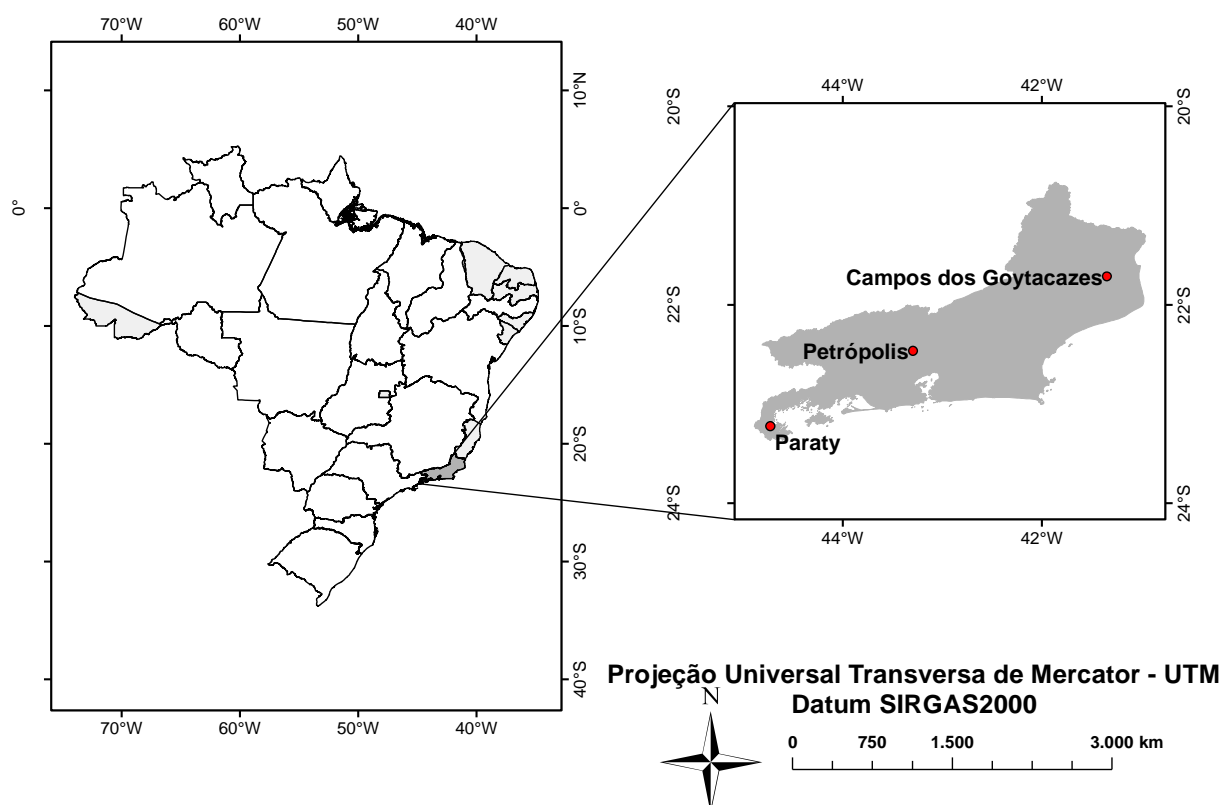 70°W 60°W 50°W 40°W
10°N
0° 0°
10°S
20°S
30°S
40°S
70°W 60°W 50°W 40°W
44°W 42°W
20°S 20°S
22°S 22°S
24°S 24°S
44°W 42°W
Campos dos Goytacazes
Petrópolis
Paraty
Projeção Universal Transversa de Mercator - UTM
Datum SIRGAS2000
N
0 750 1.500 3.000 km